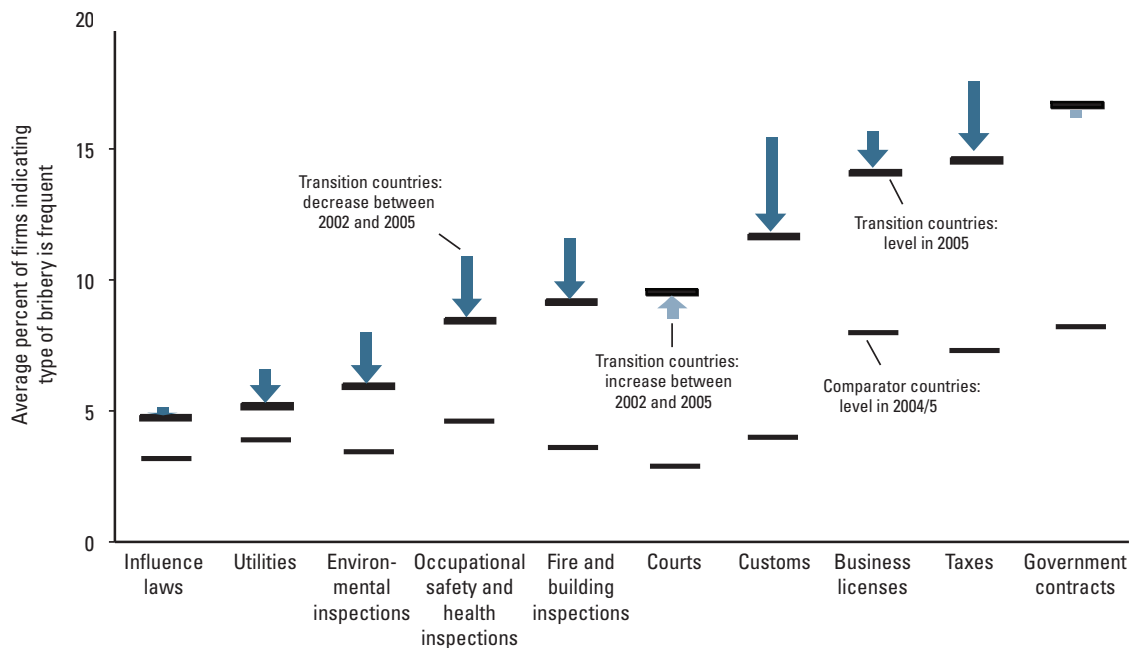 Average percent of firms indicating
type of bribery is frequent
20
15
10
5
0
Transition countries:
decrease between
2002 and 2005
Transition countries:
increase between
2002 and 2005
Transition countries:
level in 2005
Comparator countries:
level in 2004/5
Influence
laws
Utilities
Environ-
mental
inspections
Occupational
safety and
health
inspections
Fire and
building
inspections
Courts
Customs
Business
licenses
Taxes
Government
contracts